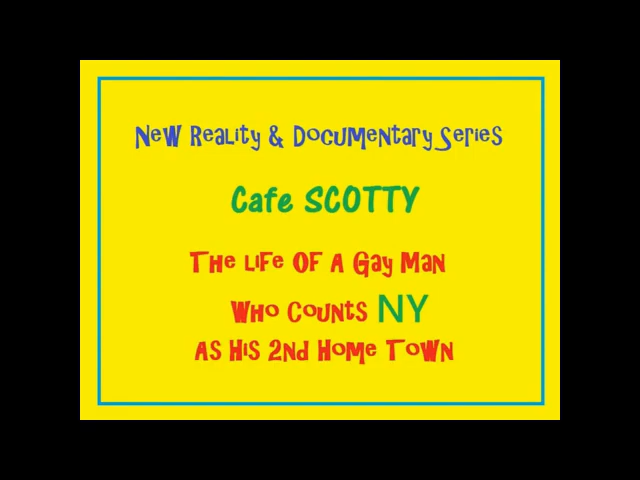 New Reality & Documentary Series
Cafe SCOTTY
The Life Of A Gay Man
Who Counts NY
As His 2nd Home Town